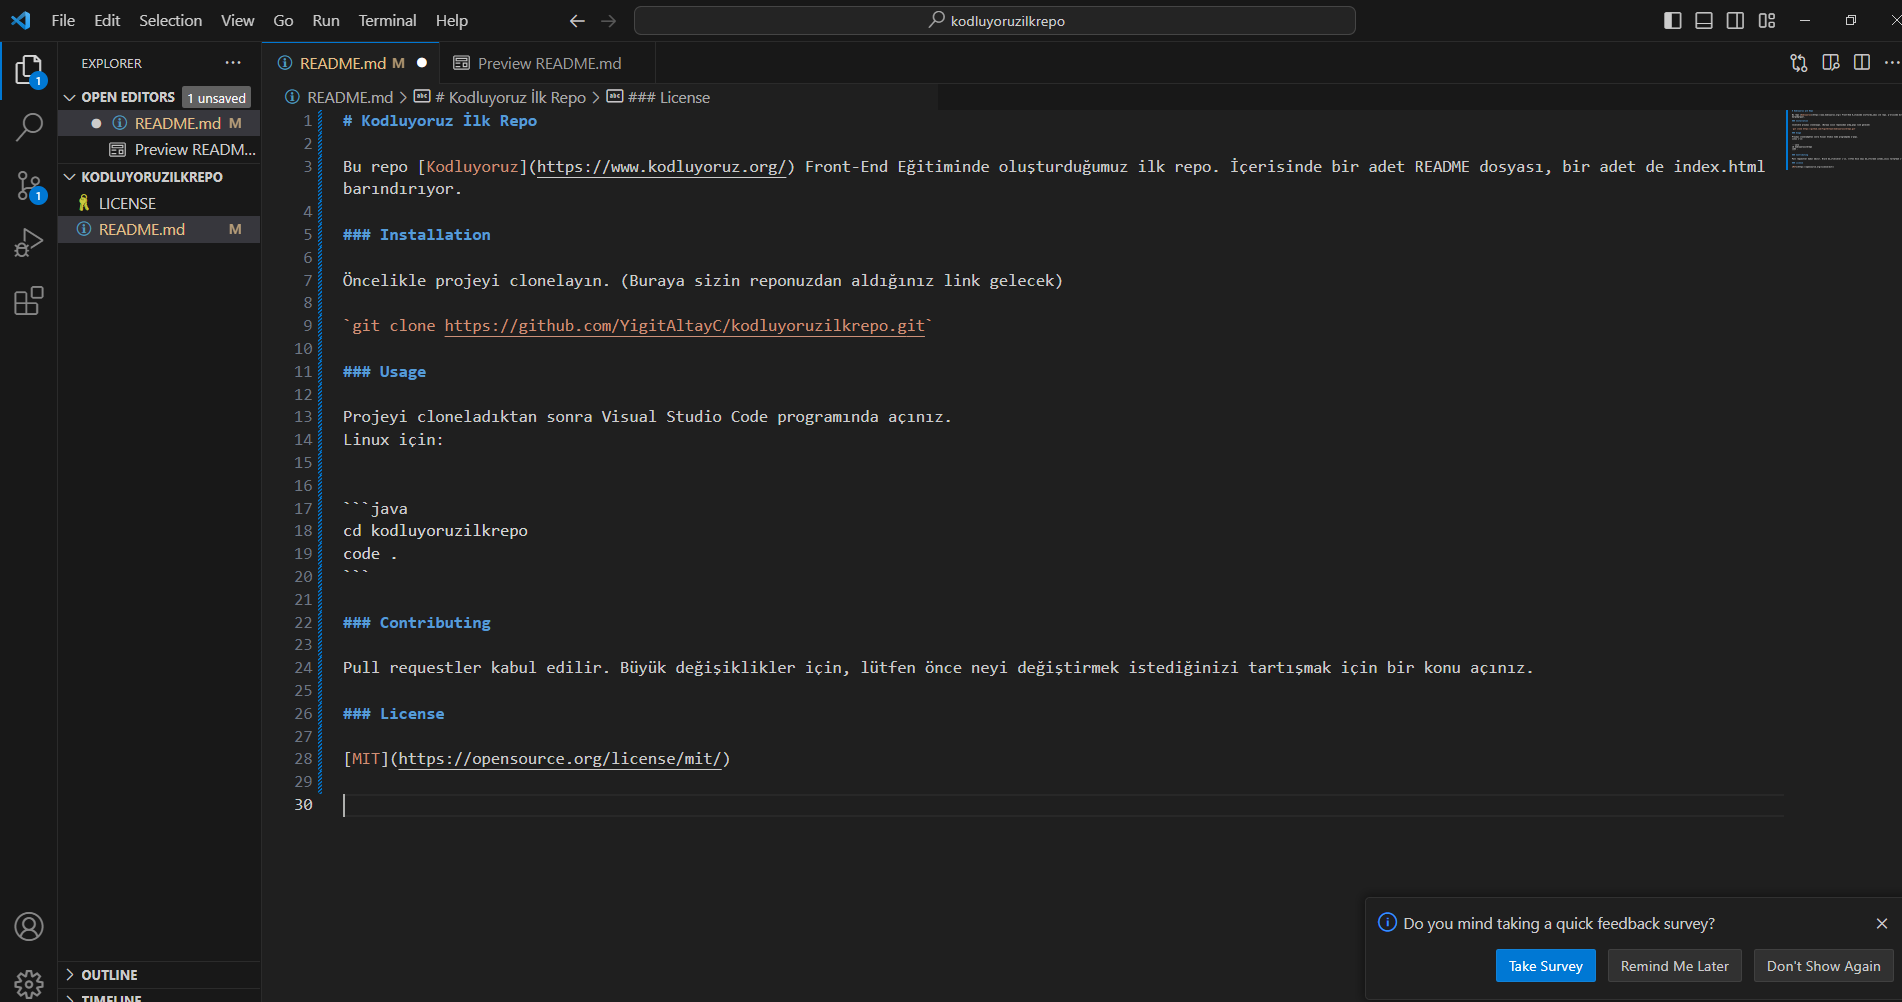 File Edit Selection View Go Run Terminal Help
kodluyoruzilkrepo
EXPLORER
OPEN EDITORS 1 unsaved
README.md M
Preview READM...
KODLUYORUZILKREPO
LICENSE
README.md M
OUTLINE
TIMELINE
1
1
README.md M
Preview README.md
README.md > # Kodluyoruz İlk Repo > ### License
1 # Kodluyoruz İlk Repo
2
3 Bu repo [Kodluyoruz](https://www.kodluyoruz.org/) Front-End Eğitiminde oluşturduğumuz ilk repo. İçerisinde bir adet README dosyası, bir adet de index.html
barındırıyor.
4
5 ### Installation
6
7 Öncelikle projeyi clonelayın. (Buraya sizin reponuzdan aldığınız link gelecek)
8
9 `git clone https://github.com/YigitAltayC/kodluyoruzilkrepo.git`
10
11 ### Usage
12
13 Projeyi cloneladıktan sonra Visual Studio Code programında açınız.
14 Linux için:
15
16
17 ```java
18 cd kodluyoruzilkrepo
19 code .
20 ```
21
22 ### Contributing
23
24 Pull requestler kabul edilir. Büyük değişiklikler için, lütfen önce neyi değiştirmek istediğinizi tartışmak için bir konu açınız.
25
26 ### License
27
28 [MIT](https://opensource.org/license/mit/)
29
30
Do you mind taking a quick feedback survey?
Take Survey
Remind Me Later
Don't Show Again